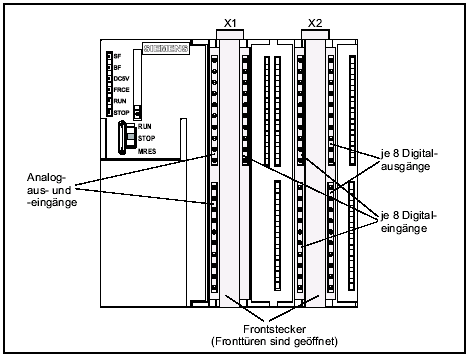 X1
X2
SIEMENS
SF
BF
DC5V
FRCE
RUN
STOP
RUN
STOP
MRES
je 8 Digital-
ausgänge
Analog-
aus- und
-eingänge
je 8 Digital-
eingänge
Frontstecker
(Fronttüren sind geöffnet)